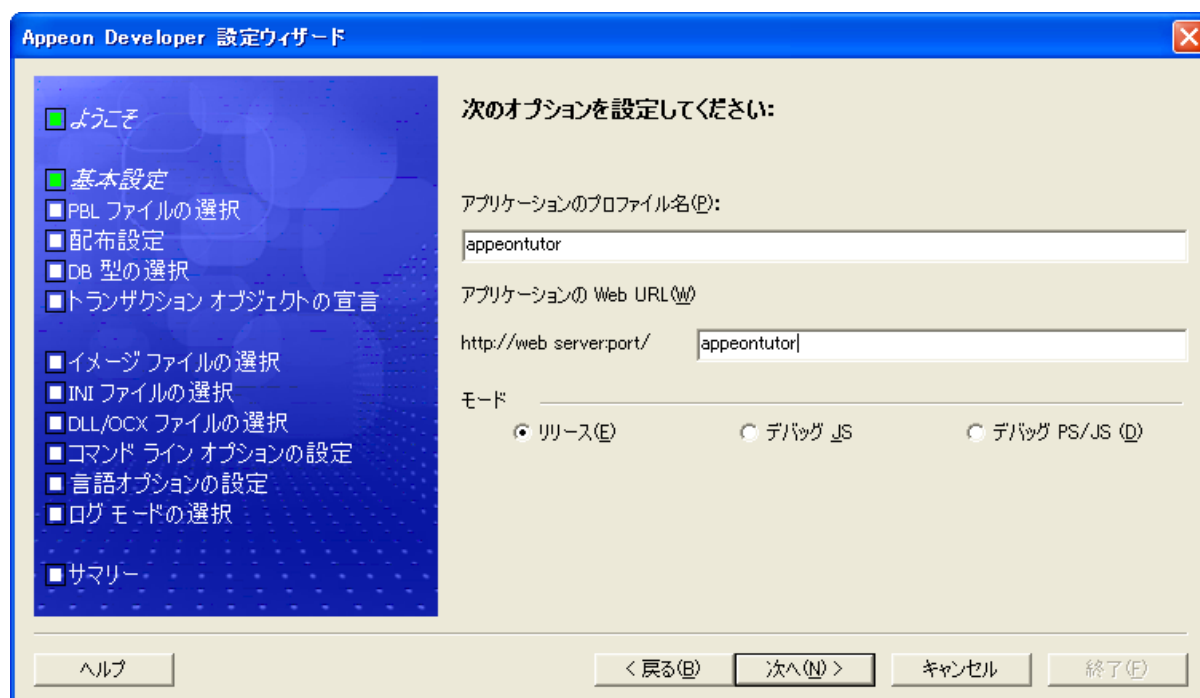 Appeon Developer 設定ウィザード
ようこそ
基本設定
PBL ファイルの選択
配布設定
DB 型の選択
トランザクション オブジェクトの宣言
イメージ ファイルの選択
INI ファイルの選択
DLL/OCX ファイルの選択
コマンド ライン オプションの設定
言語オプションの設定
ログ モードの選択
サマリー
次のオプションを設定してください:
アプリケーションのプロファイル名(P):
appeontutor
アプリケーションの Web URL(W)
http://web server:port/ appeontutor
モード
リリース(E) デバッグ JS デバッグ PS/JS (D)
ヘルプ < 戻る(B) 次へ(N) > キャンセル 終了(F)